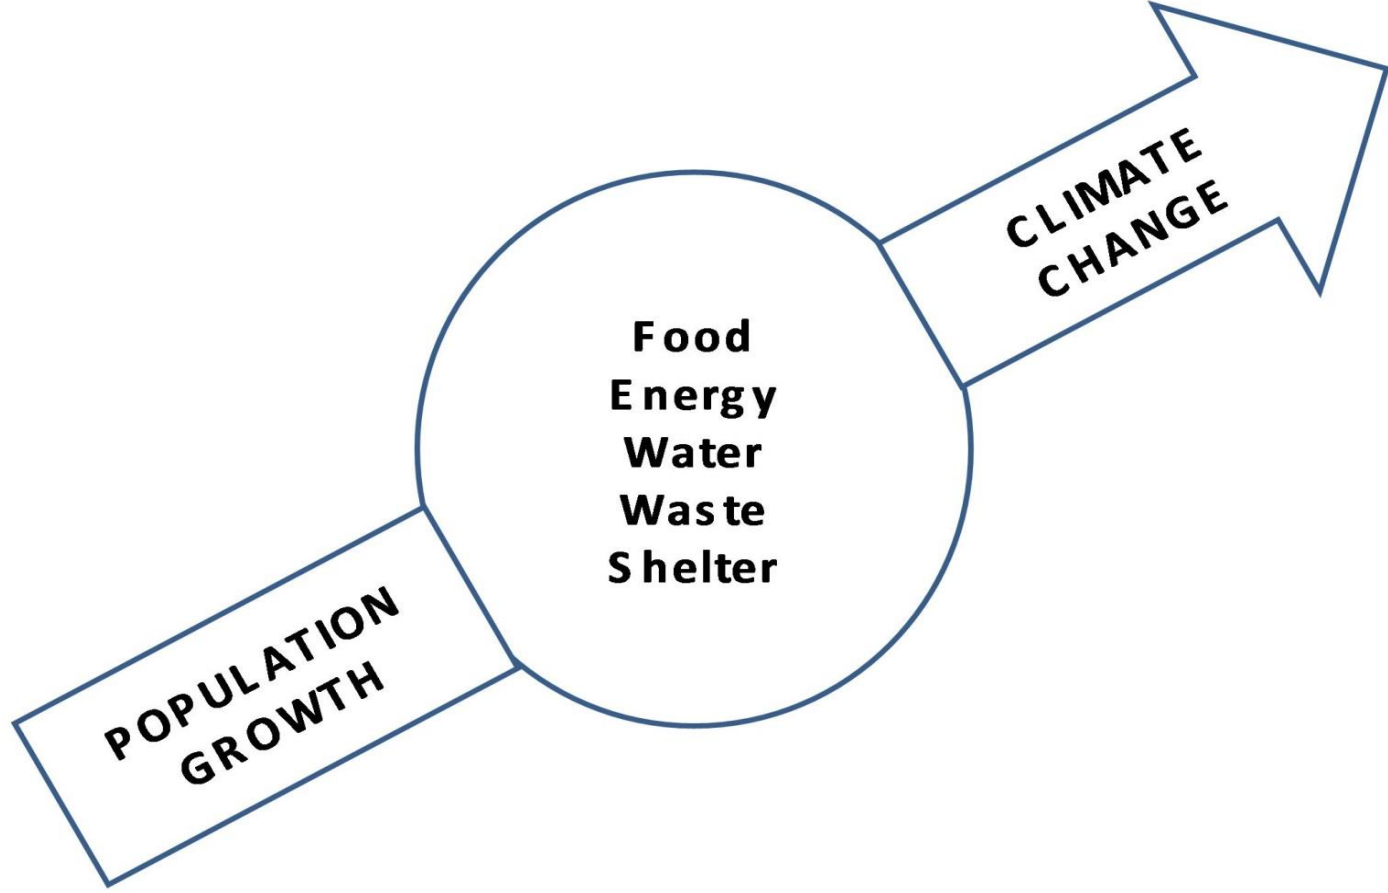 CLIMATE
CHANGE
Food
Energy
Water
Waste
Shelter
POPULATION
GROWTH